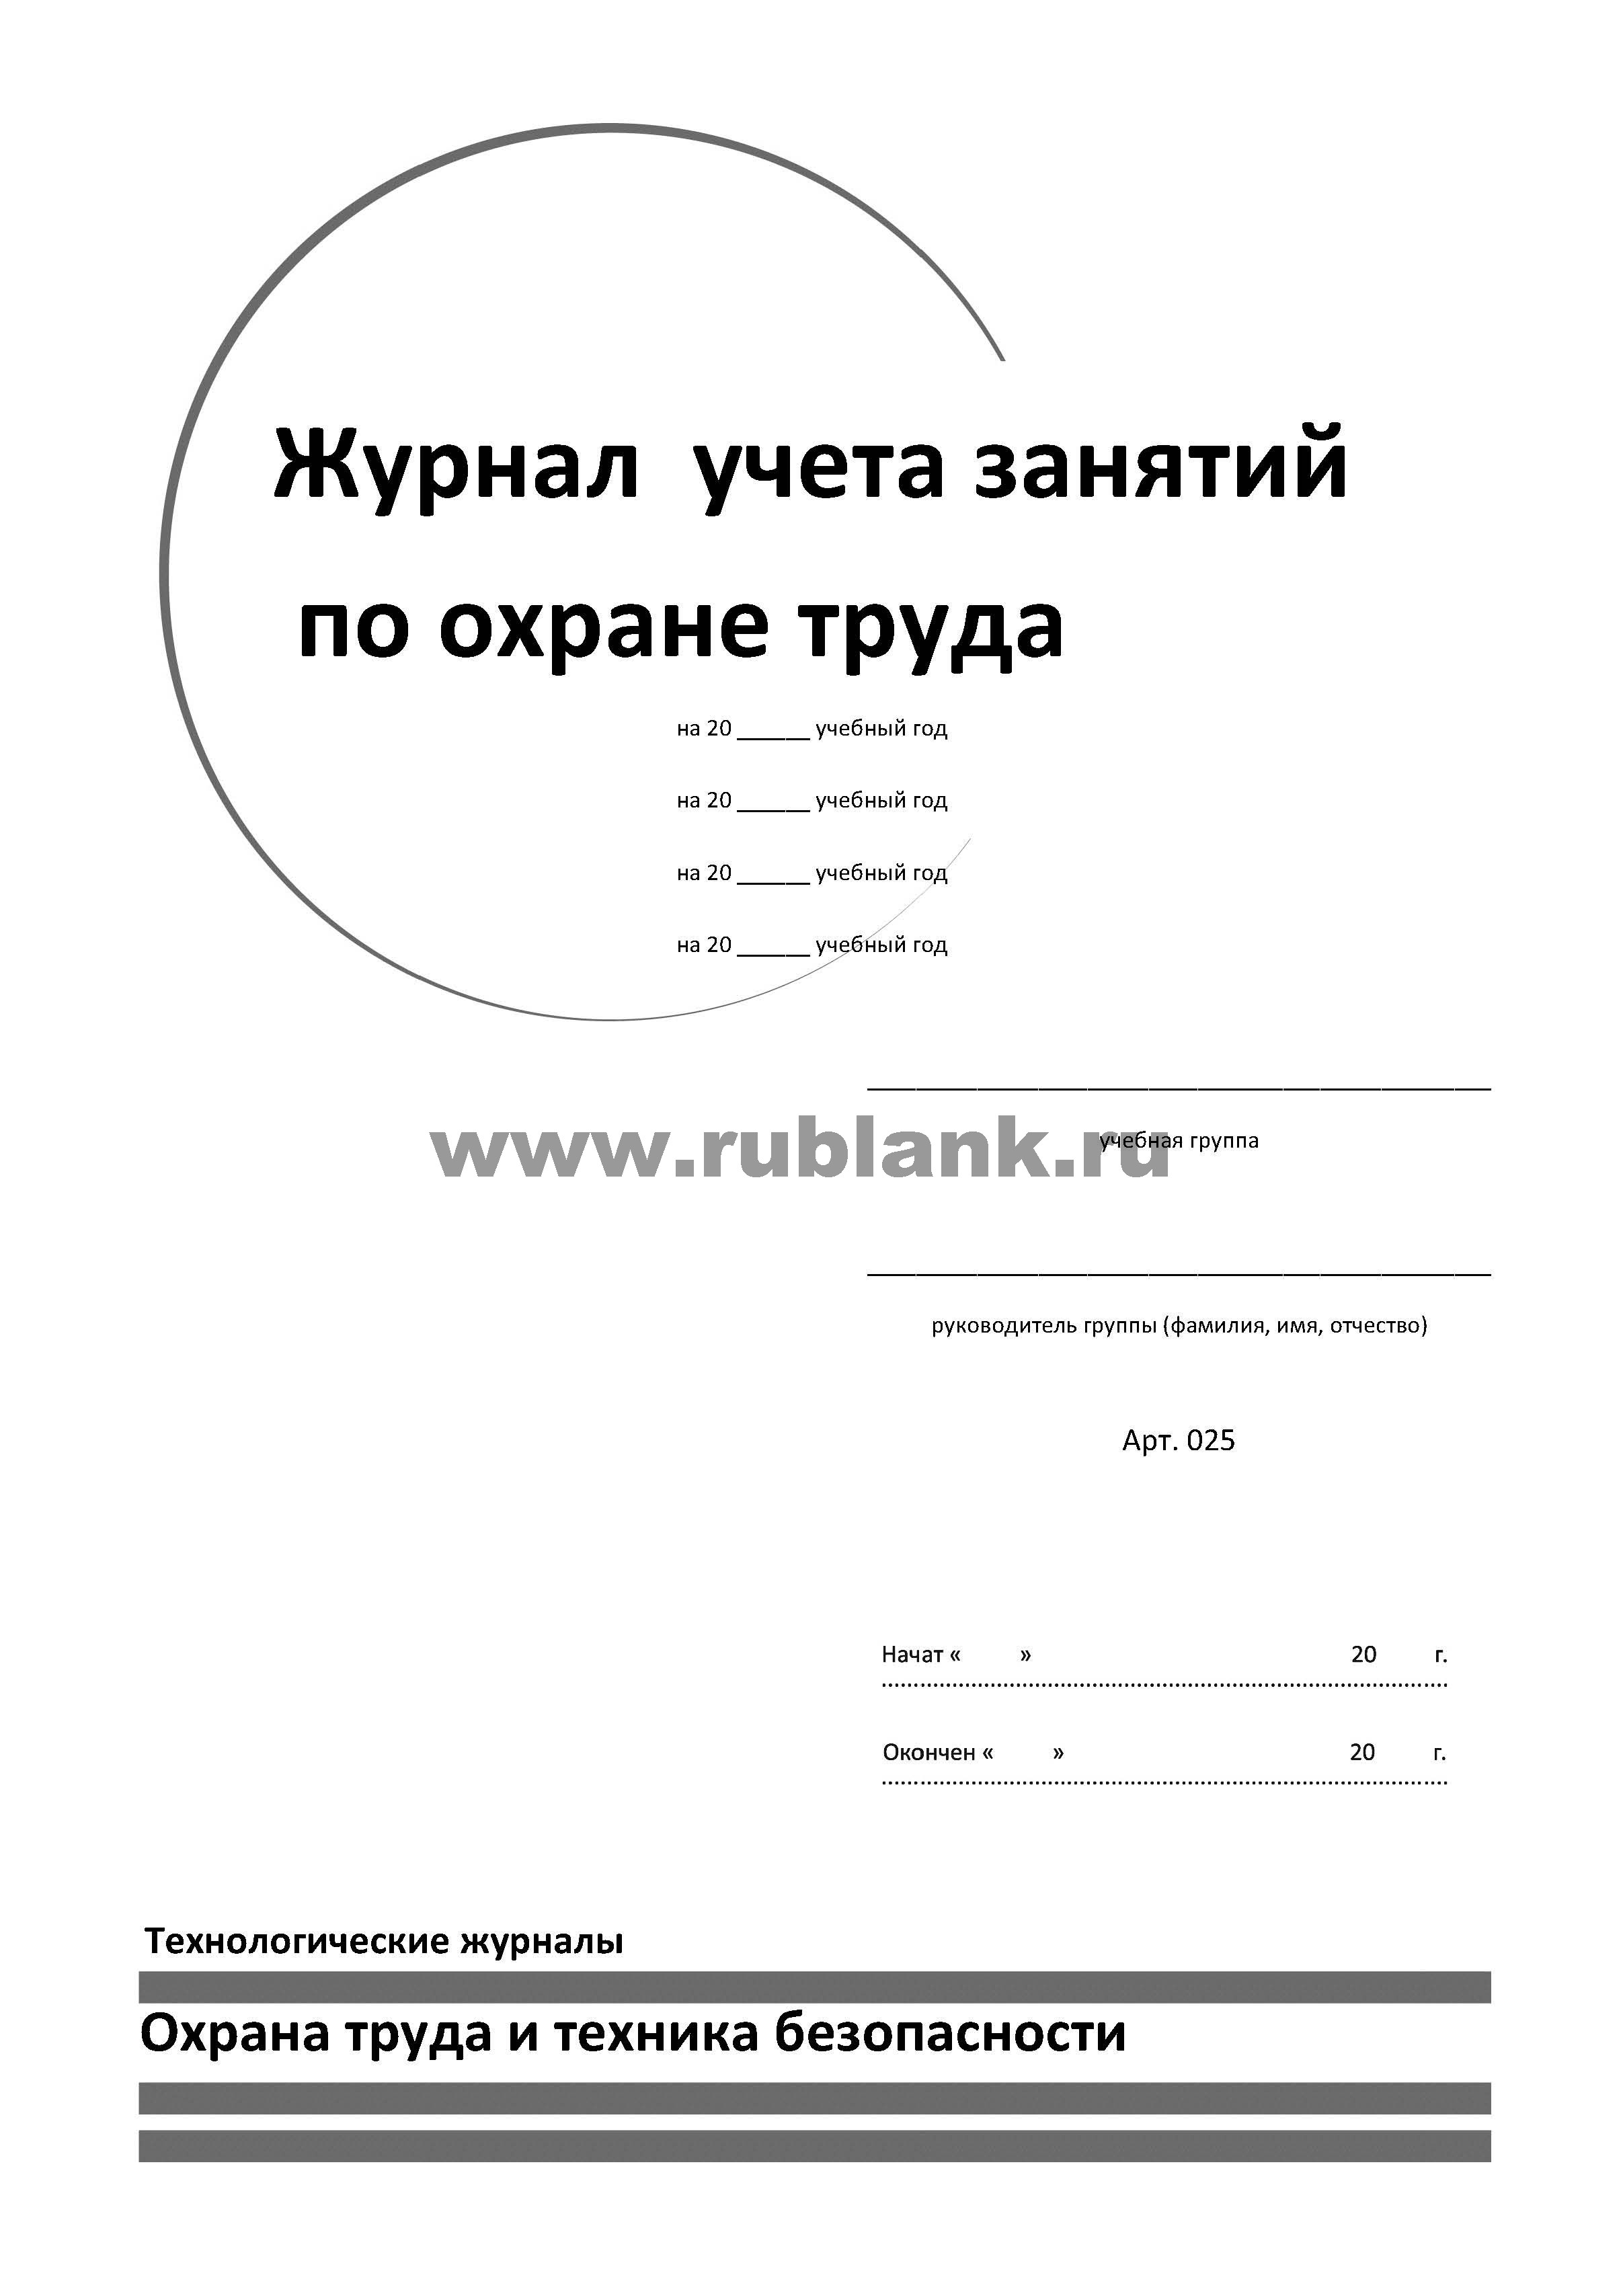 Журнал учета занятий
по охране труда
на 20 ______ учебный год
на 20 ______ учебный год
на 20 ______ учебный год
на 20 ______ учебный год
www.rublank.ru
учебная группа
руководитель группы (фамилия, имя, отчество)
Арт. 025
Начат « » 20 г.
Окончен « » 20 г.
Технологические журналы
Охрана труда и техника безопасности